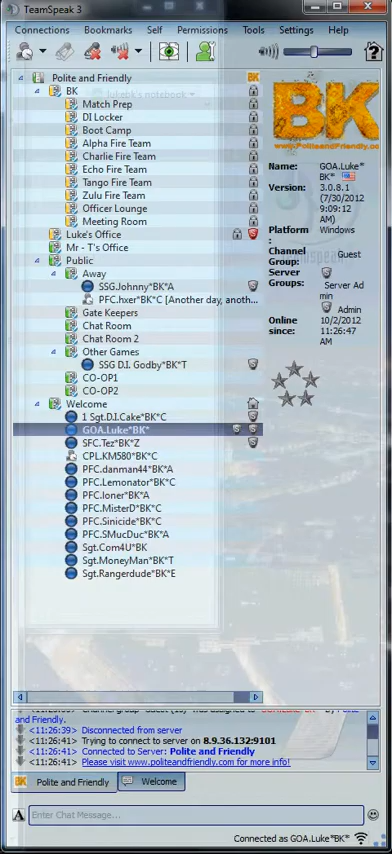 TeamSpeak 3
Connections Bookmarks Self Permissions Tools Settings Help
lukebk's notebook
Polite and Friendly BK
BK
Match Prep
DI Locker
Boot Camp
Alpha Fire Team
Charlie Fire Team
Echo Fire Team
Tango Fire Team
Zulu Fire Team
Officer Lounge
Meeting Room
Luke's Office
Mr - T's Office
Public
Away
SSG.Johnny*BK*A
PFC.hxer*BK*C [Another day, anoth...
Gate Keepers
Chat Room
Chat Room 2
Other Games
SSG D.I. Godby*BK*T
CO-OP1
CO-OP2
Welcome
1 Sgt.D.I.Cake*BK*C
GOA.Luke*BK*
SFC.Tez*BK*Z
CPL.KM580*BK*C
PFC.danman44*BK*A
PFC.Lemonator*BK*C
PFC.loner*BK*A
PFC.MisterD*BK*C
PFC.Sinicide*BK*C
PFC.SMucDuc*BK*A
Sgt.Com4U*BK
Sgt.MoneyMan*BK*T
Sgt.Rangerdude*BK*E
BK
www.PoliteandFriendly.cc
Name: GOA.Luke*
BK*
Version: 3.0.8.1
(7/30/2012
9:09:12
AM)
Platform Windows
:
Channel Guest
Group:
Server
Groups: Server Ad
min
Admin
Online 10/2/2012
since: 11:26:47
AM
and Friendly.
<11:26:39> Disconnected from server
<11:26:41> Trying to connect to server on 8.9.36.132:9101
<11:26:41> Connected to Server: Polite and Friendly
<11:26:41> Please visit www.politeandfriendly.com for more info!
BK Polite and Friendly Welcome
A Enter Chat Message...
Connected as GOA.Luke*BK*